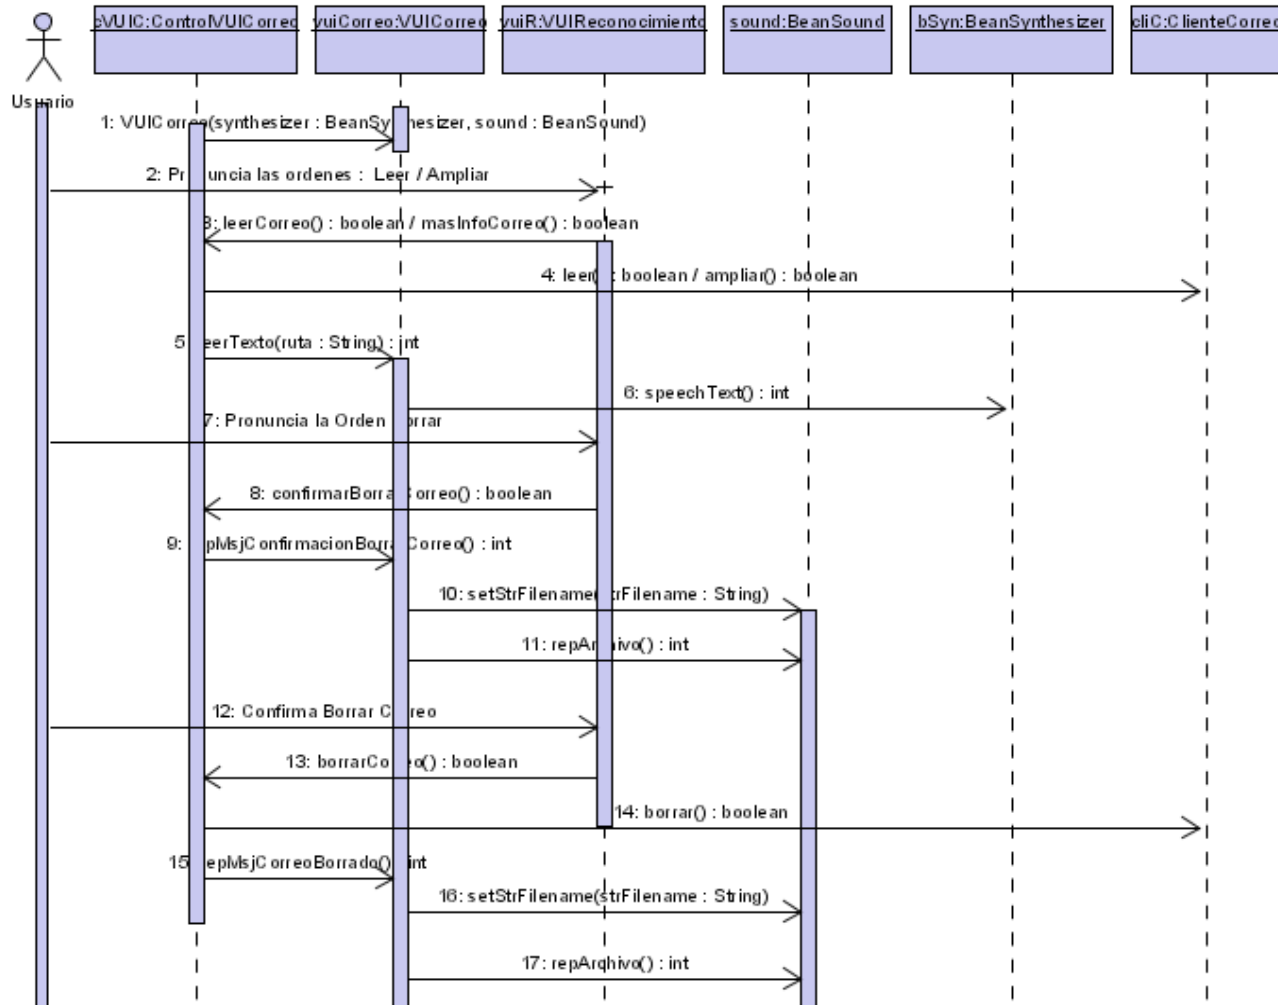 cVUIC:ControlVUICorreo
vuiCorreo:VUICorreo
vuiR:VUIReconocimiento
sound:BeanSound
bSyn:BeanSynthesizer
cliC:ClienteCorreo
Usuario
1: VUICorreo(synthesizer : BeanSynthesizer, sound : BeanSound)
2: Pronuncia las ordenes : Leer / Ampliar
3: leerCorreo() : boolean / masInfoCorreo() : boolean
4: leer() : boolean / ampliar() : boolean
5: leerTexto(ruta : String) : int
6: speechText() : int
7: Pronuncia la Orden Borrar
8: confirmarBorrarCorreo() : boolean
9: repMsjConfirmacionBorrarCorreo() : int
10: setStrFilename(strFilename : String)
11: repArchivo() : int
12: Confirma Borrar Correo
13: borrarCorreo() : boolean
14: borrar() : boolean
15: repMsjCorreoBorrado() : int
16: setStrFilename(strFilename : String)
17: repArchivo() : int